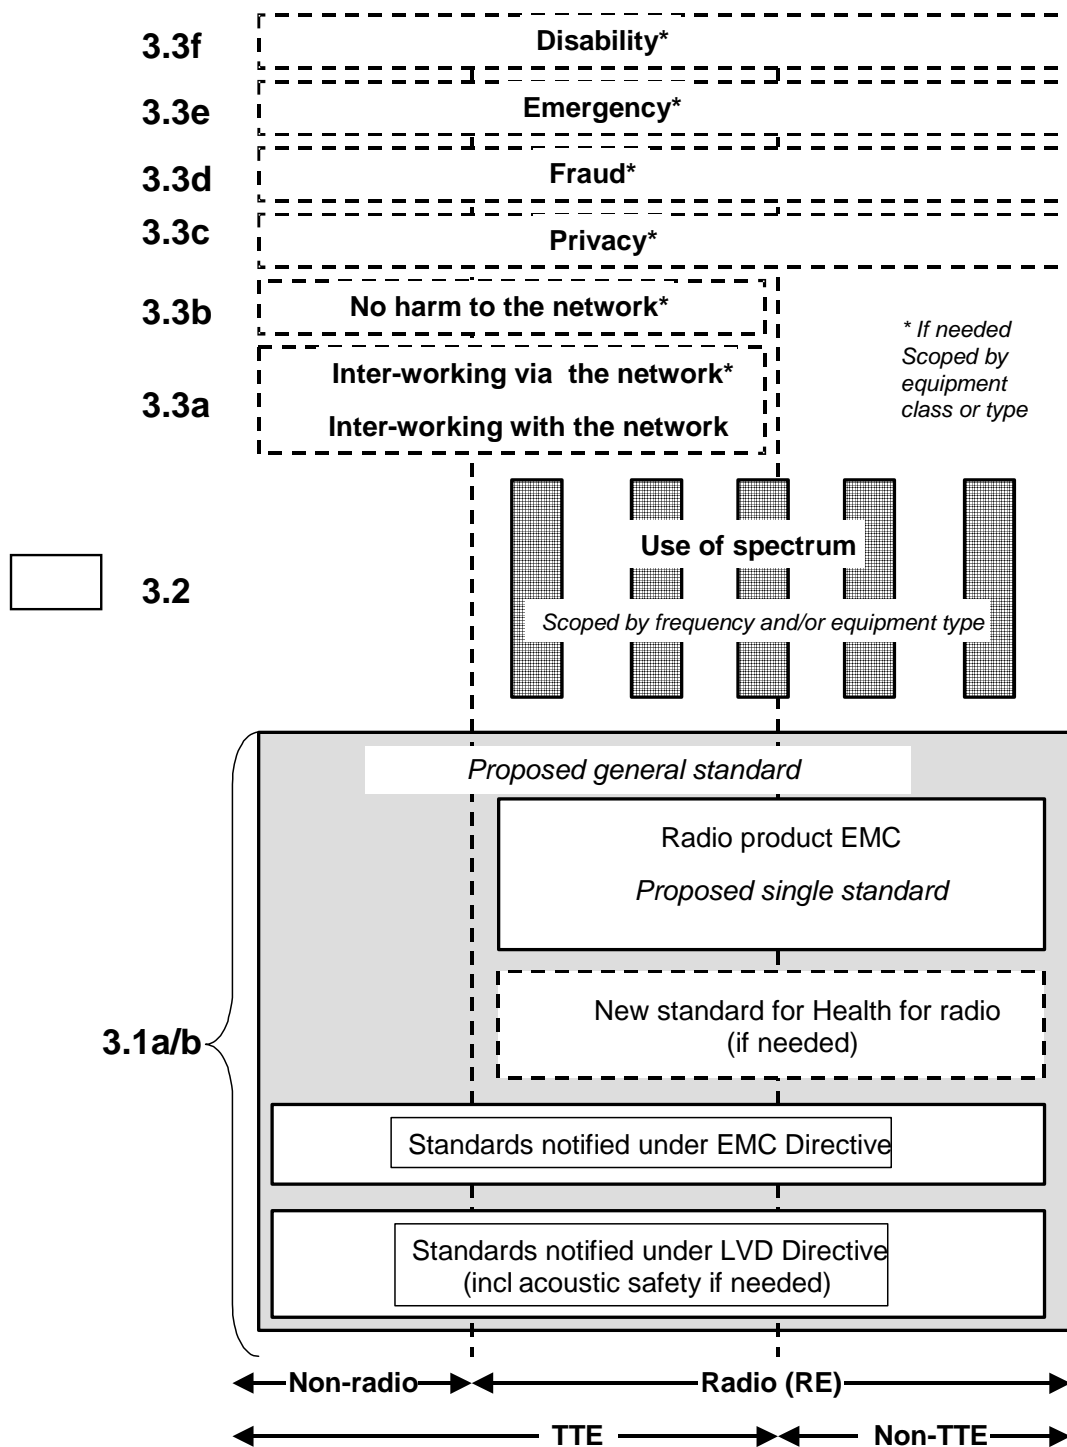 3.3f
Disability*
3.3e
Emergency*
3.3d
Fraud*
3.3c
Privacy*
3.3b
No harm to the network*
3.3a
Inter-working via the network*
Inter-working with the network
* If needed
Scoped by
equipment
class or type
3.2
Use of spectrum
Scoped by frequency and/or equipment type
3.1a/b
Proposed general standard
Radio product EMC
Proposed single standard
New standard for Health for radio
(if needed)
Standards notified under EMC Directive
Standards notified under LVD Directive
(incl acoustic safety if needed)
Non-radio
Radio (RE)
TTE
Non-TTE